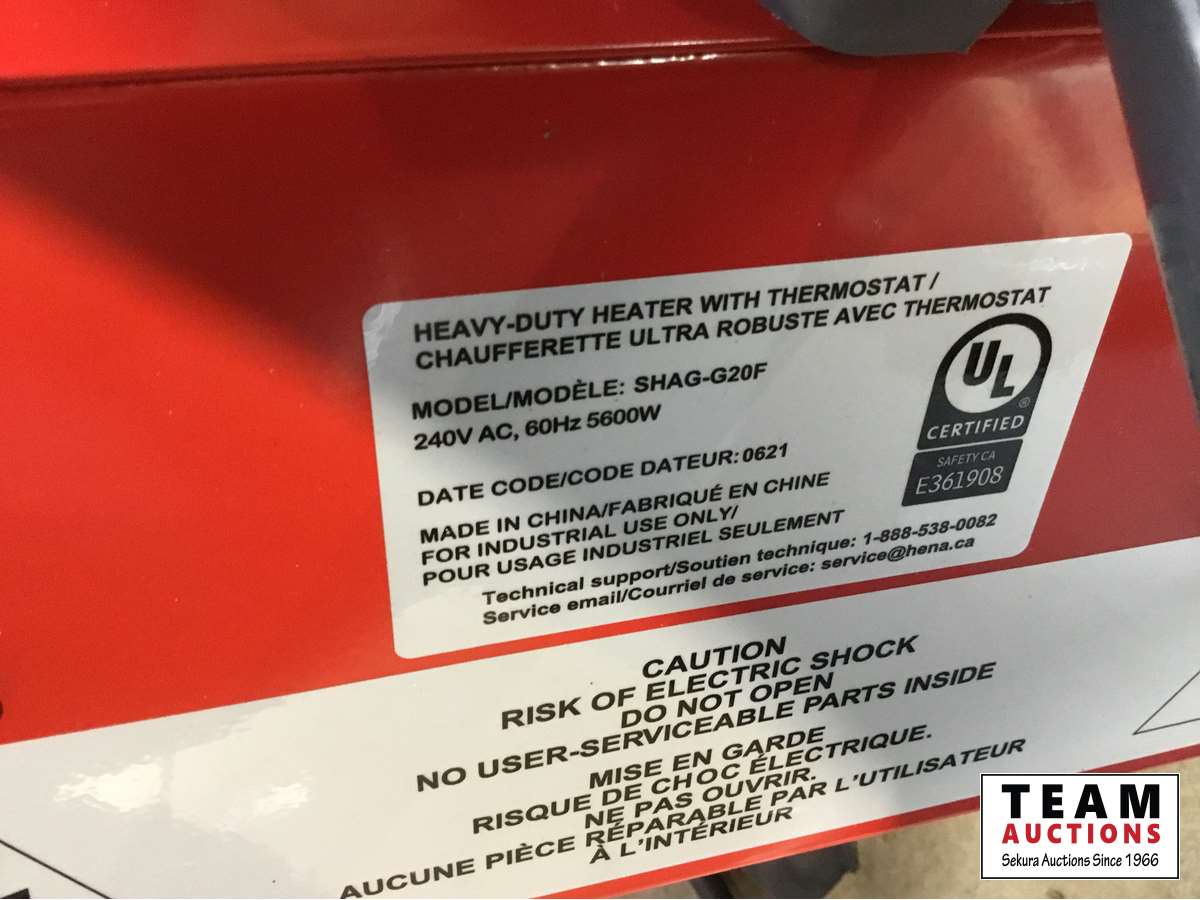 HEAVY-DUTY HEATER WITH THERMOSTAT /
CHAUFFERETTE ULTRA ROBUSTE AVEC THERMOSTAT
MODEL/MODÈLE: SHAG-G20F
240V AC, 60Hz 5600W
UL
®
CERTIFIED
SAFETY CA
E361908
DATE CODE/CODE DATEUR: 0621
MADE IN CHINA/FABRIQUÉ EN CHINE
FOR INDUSTRIAL USE ONLY/
POUR USAGE INDUSTRIEL SEULEMENT
Technical support/Soutien technique: 1-888-538-0082
Service email/Courriel de service: service@hena.ca
CAUTION
RISK OF ELECTRIC SHOCK
DO NOT OPEN
NO USER-SERVICEABLE PARTS INSIDE
MISE EN GARDE
RISQUE DE CHOC ÉLECTRIQUE.
NE PAS OUVRIR.
AUCUNE PIÈCE RÉPARABLE PAR L'UTILISATEUR
À L'INTÉRIEUR
TEAM
AUCTIONS
Sekura Auctions Since 1966